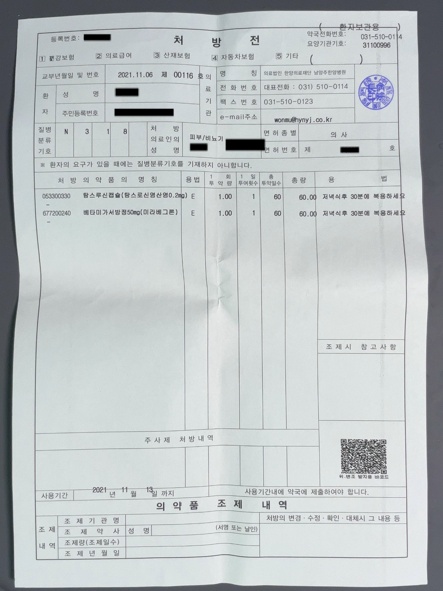 (환자보관용)
등록번호:
처방전
약국전화번호: 031-510-0114
요양기관기호: 31100996
① 건강보험 ② 의료급여 ③ 산재보험 ④ 자동차보험 ⑤ 기타 ( )
교부년월일 및 번호 2021.11.06 제 00116 호
의료기관
명칭 의료법인 한양의료재단 남양주한양병원
전화번호 대표전화 : 031) 510-0114
팩스번호 031-510-0123
e-mail주소 wonmu@hynyj.co.kr
환자
성명
주민등록번호
질병분류기호 N 3 1 8
처방의료인의 성명 피부/비뇨기
면허종별 의사
면허번호 제 호
※ 환자의 요구가 있을 때에는 질병분류기호를 기재하지 아니합니다.
처방 의약품의 명칭 용법 1회투약량 1일투여횟수 총투약일수 총량 용법
053300330 탐스루신캡슐(탐스로신염산염0.2mg) E 1.00 1 60 60.00 저녁식후 30분에 복용하세요
677200240 베타미가서방정50mg(미라베그론) E 1.00 1 60 60.00 저녁식후 30분에 복용하세요
조제시 참고사항
주사제 처방내역
사용기간 2021 년 11 월 13 일 까지 사용기간내에 약국에 제출하여야 합니다.
의약품 조제 내역
조제내역
조제기관명
조제약사 성명 (서명 또는 날인)
조제량(조제일수)
조제년월일
처방의 변경·수정·확인·대체시 그 내용 등